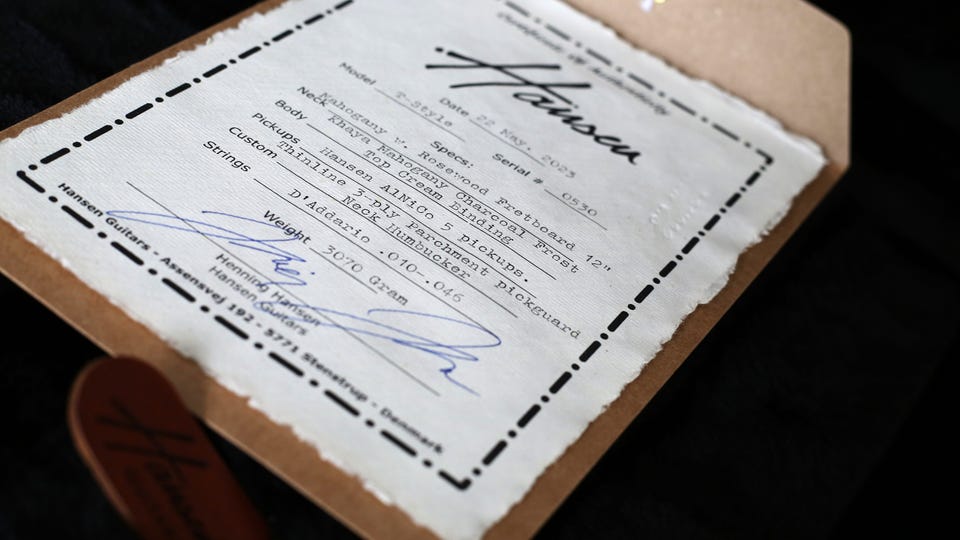 Certificate Of Authenticity
Hansen
Date 22 May. 2023
Model T-Style Serial # 0530
Specs:
Neck Mahogany w. Rosewood Fretboard 12"
Body Khaya Mahogany Charcoal Frost
Top Cream Binding
Pickups Hansen AlNiCo 5 pickups.
Custom Thinline 3-ply Parchment pickguard
Neck Humbucker
Strings D'Addario .010-.046
Weight 3070 Gram
Henning Hansen
Hansen Guitars
Hansen Guitars - Assensvej 192 - 5771 Stenstrup - Denmark
Hansen